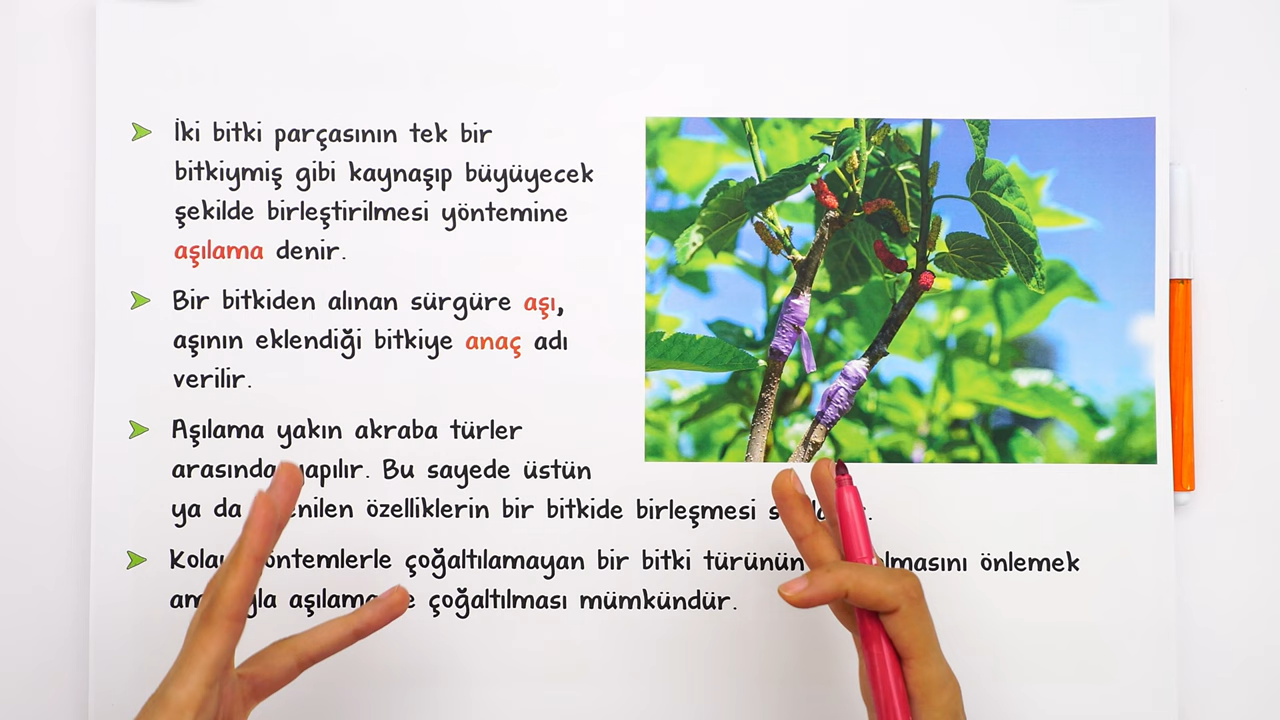 İki bitki parçasının tek bir
bitkiymiş gibi kaynaşıp büyüyecek
şekilde birleştirilmesi yöntemine
aşılama denir.
Bir bitkiden alınan sürgüre aşı,
aşının eklendiği bitkiye anaç adı
verilir.
Aşılama yakın akraba türler
arasında yapılır. Bu sayede üstün
ya da özelliklerin bir bitkide birleşmesi
Kolay yöntemlerle çoğaltılamayan bir bitki türünün önlemek
aşılama çoğaltılması mümkündür.